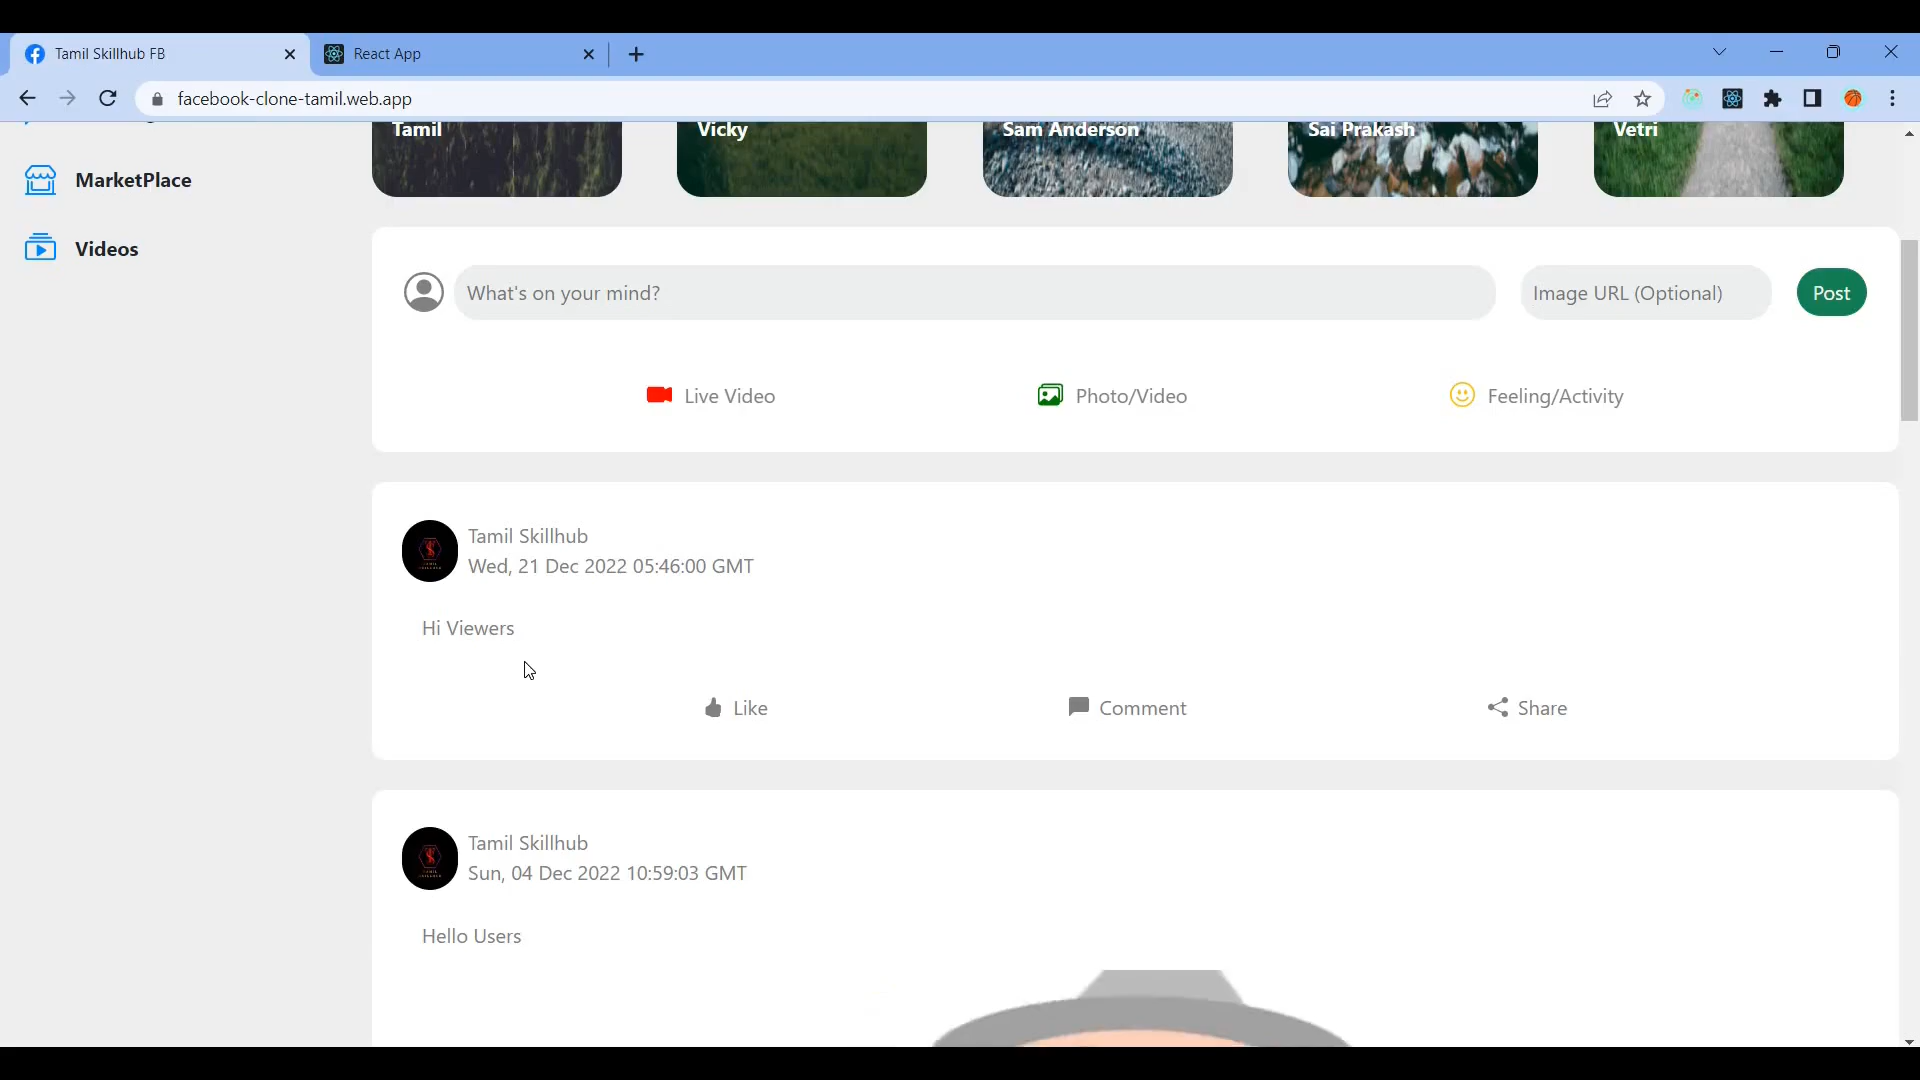 Tamil Skillhub FB
React App
facebook-clone-tamil.web.app
Tamil
Vicky
Sam Anderson
Sai Prakash
Vetri
MarketPlace
Videos
What's on your mind?
Image URL (Optional)
Post
Live Video
Photo/Video
Feeling/Activity
Tamil Skillhub
Wed, 21 Dec 2022 05:46:00 GMT
Hi Viewers
Like
Comment
Share
Tamil Skillhub
Sun, 04 Dec 2022 10:59:03 GMT
Hello Users